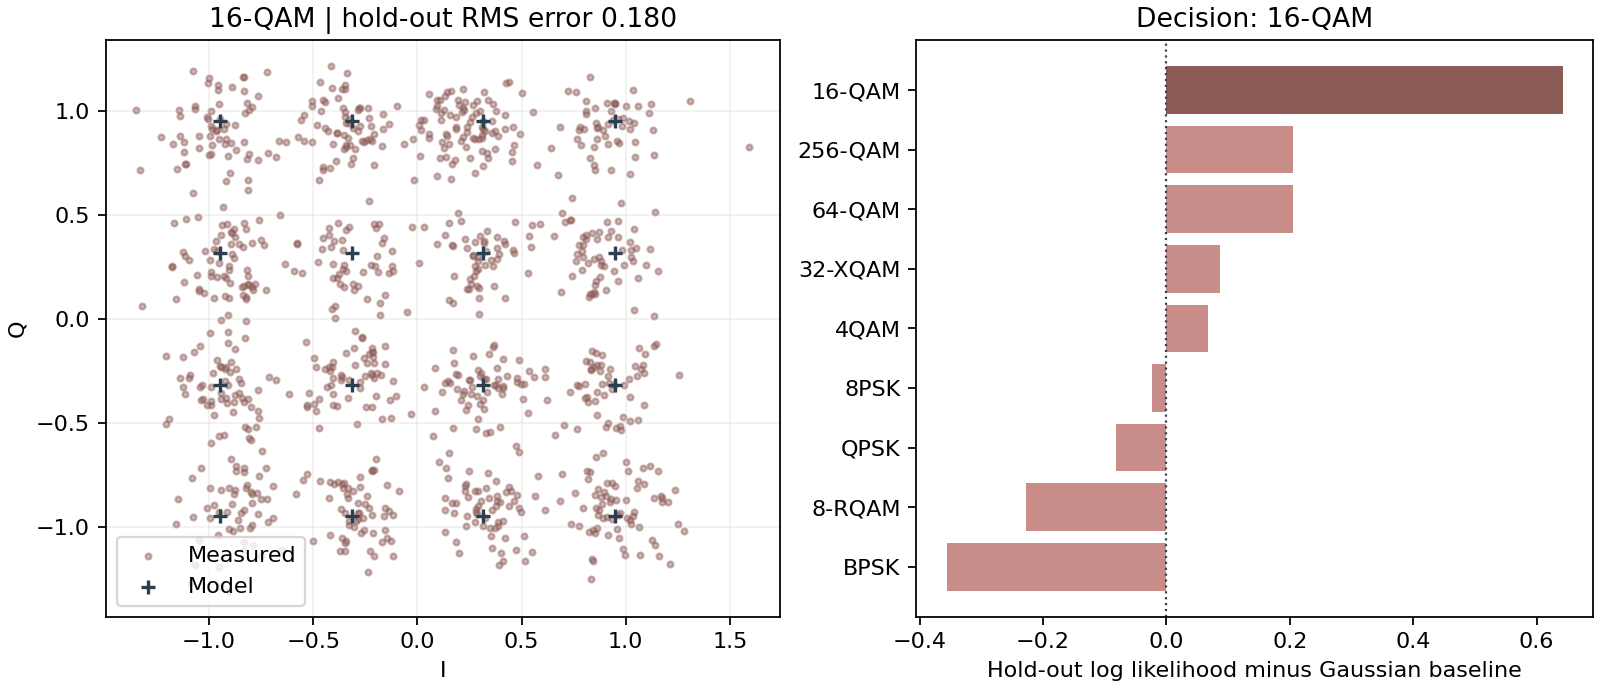 16-QAM | hold-out RMS error 0.180
1.0
0.5
0.0
−0.5
−1.0
Q
Measured
Model
−1.0
−0.5
0.0
0.5
1.0
1.5
I
Decision: 16-QAM
16-QAM
256-QAM
64-QAM
32-XQAM
4QAM
8PSK
QPSK
8-RQAM
BPSK
−0.4
−0.2
0.0
0.2
0.4
0.6
Hold-out log likelihood minus Gaussian baseline